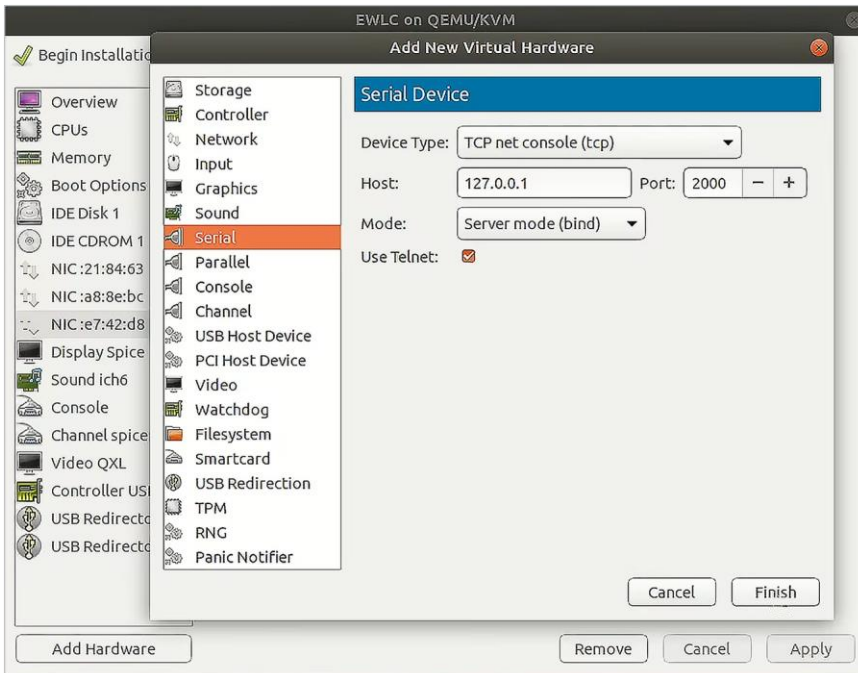 EWLC on QEMU/KVM
Begin Installatio
Overview
CPUs
Memory
Boot Options
IDE Disk 1
IDE CDROM 1
NIC :21:84:63
NIC :a8:8e:bc
NIC :e7:42:d8
Display Spice
Sound ich6
Console
Channel spice
Video QXL
Controller USB
USB Redirecto
USB Redirecto
Add Hardware
Add New Virtual Hardware
Storage
Controller
Network
Input
Graphics
Sound
Serial
Parallel
Console
Channel
USB Host Device
PCI Host Device
Video
Watchdog
Filesystem
Smartcard
USB Redirection
TPM
RNG
Panic Notifier
Serial Device
Device Type: TCP net console (tcp)
Host: 127.0.0.1 Port: 2000 − +
Mode: Server mode (bind)
Use Telnet:
Cancel Finish
Remove Cancel Apply